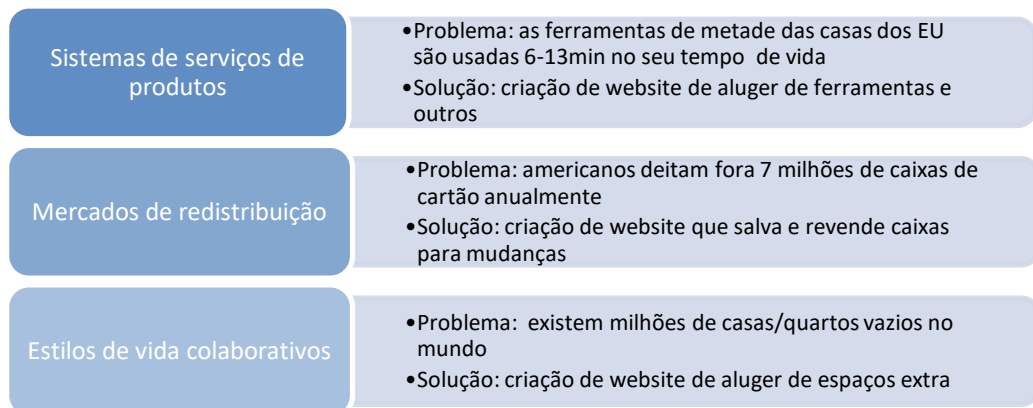 Sistemas de serviços de
produtos
•Problema: as ferramentas de metade das casas dos EU
são usadas 6-13min no seu tempo de vida
•Solução: criação de website de aluger de ferramentas e
outros
Mercados de redistribuição
•Problema: americanos deitam fora 7 milhões de caixas de
cartão anualmente
•Solução: criação de website que salva e revende caixas
para mudanças
Estilos de vida colaborativos
•Problema: existem milhões de casas/quartos vazios no
mundo
•Solução: criação de website de aluger de espaços extra